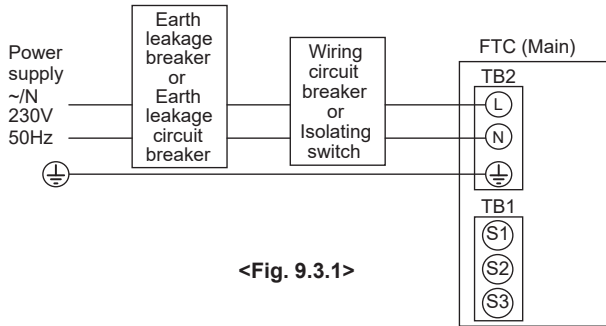 Power
supply
~/N
230V
50Hz
Earth
leakage
breaker
or
Earth
leakage
circuit
breaker
Wiring
circuit
breaker
or
Isolating
switch
FTC (Main)
TB2
L
N
TB1
S1
S2
S3
<Fig. 9.3.1>